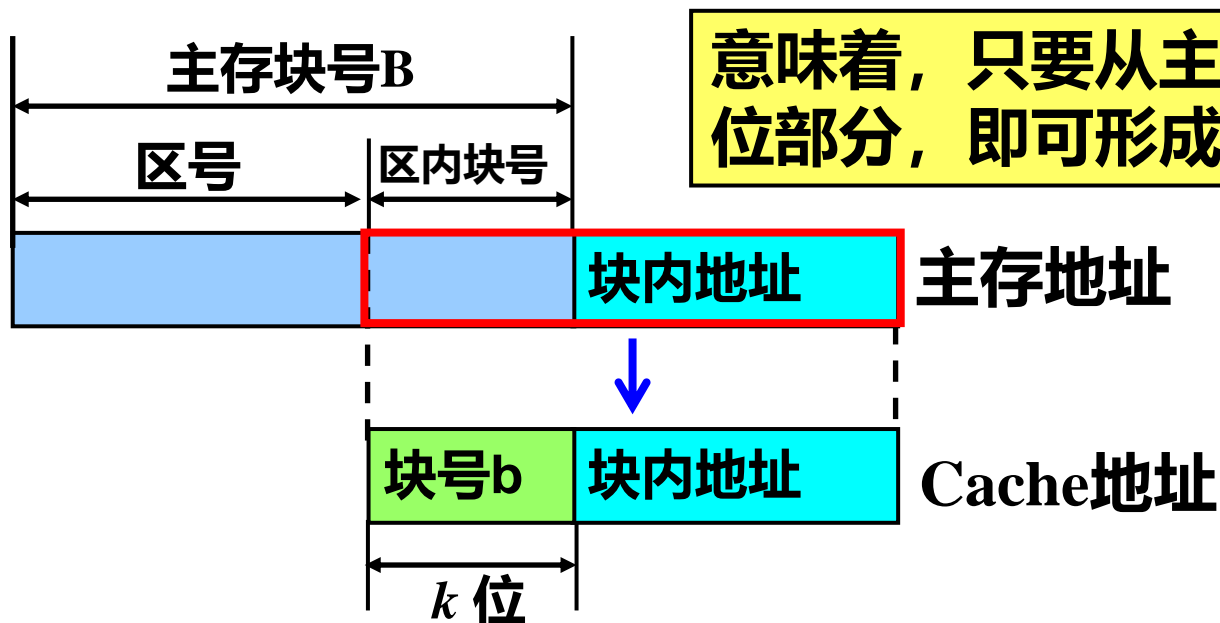 主存块号B
意味着，只要从主
位部分，即可形成
区号
区内块号
块内地址
主存地址
块号b
块内地址
Cache地址
k 位